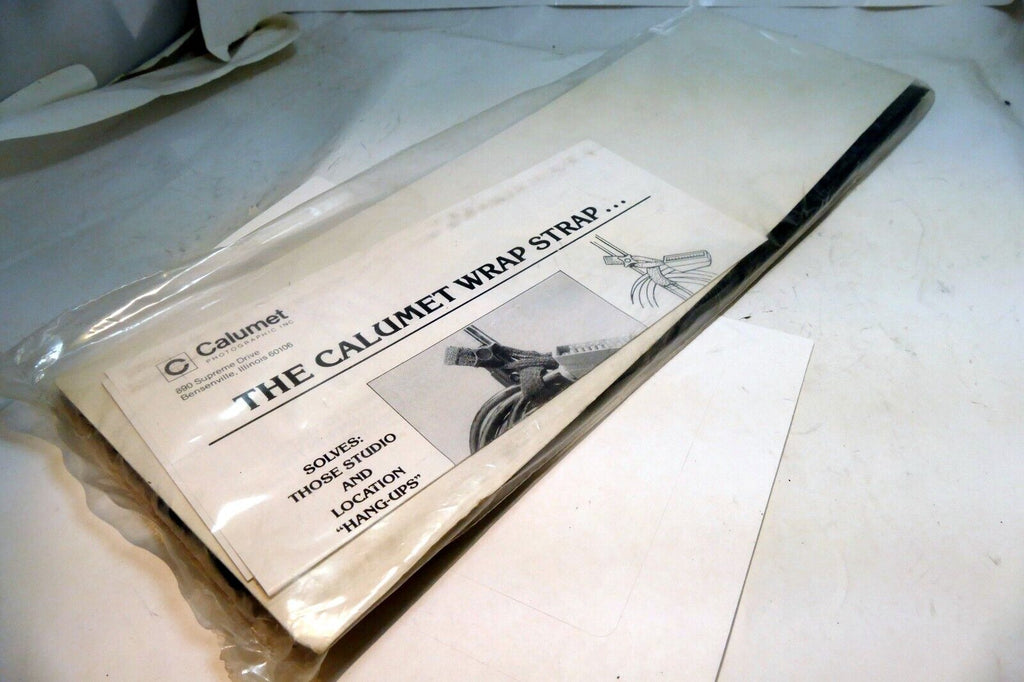 C Calumet
PHOTOGRAPHIC INC
890 Supreme Drive
Bensenville, Illinois 60106
THE CALUMET WRAP STRAP ...
SOLVES:
THOSE STUDIO
AND
LOCATION
"HANG-UPS"